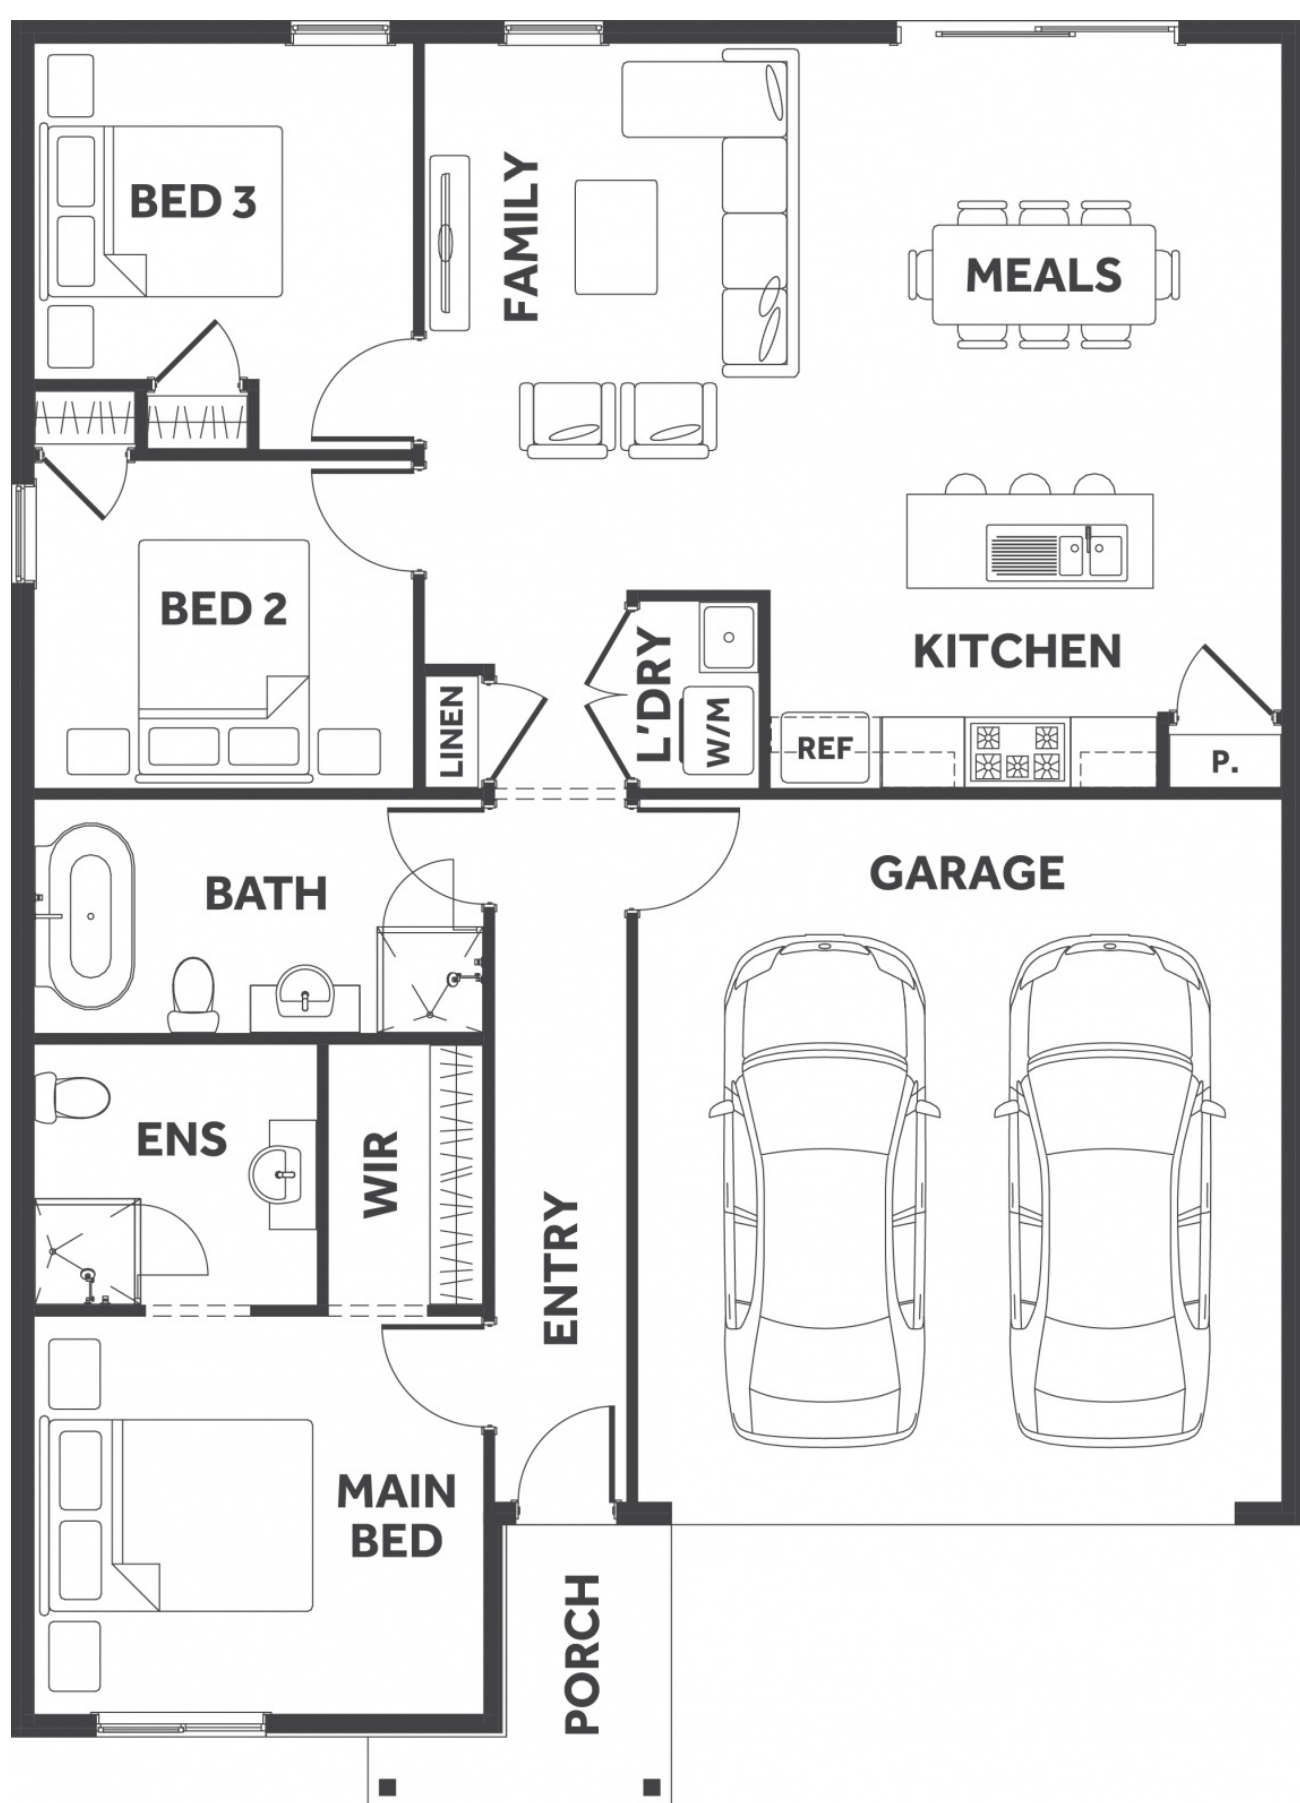 BED 3
FAMILY
MEALS
BED 2
KITCHEN
LINEN
L'DRY
W/M
REF
P.
BATH
GARAGE
ENS
WIR
ENTRY
MAIN
BED
PORCH